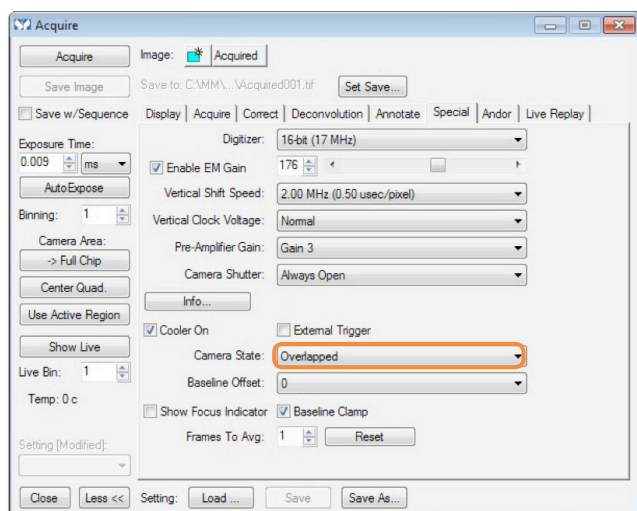 Acquire
Acquire
Image: Acquired
Save Image
Save to: C:\MM\...\Acquired001.tif
Set Save...
Save w/Sequence
Display Acquire Correct Deconvolution Annotate Special Andor Live Replay
Exposure Time:
0.009 ms
AutoExpose
Binning: 1
Camera Area:
-> Full Chip
Center Quad.
Use Active Region
Show Live
Live Bin: 1
Temp: 0 c
Setting [Modified]:
Digitizer: 16-bit (17 MHz)
Enable EM Gain 176
Vertical Shift Speed: 2.00 MHz (0.50 usec/pixel)
Vertical Clock Voltage: Normal
Pre-Amplifier Gain: Gain 3
Camera Shutter: Always Open
Info...
Cooler On External Trigger
Camera State: Overlapped
Baseline Offset: 0
Show Focus Indicator Baseline Clamp
Frames To Avg: 1 Reset
Close Less << Setting: Load ... Save Save As...